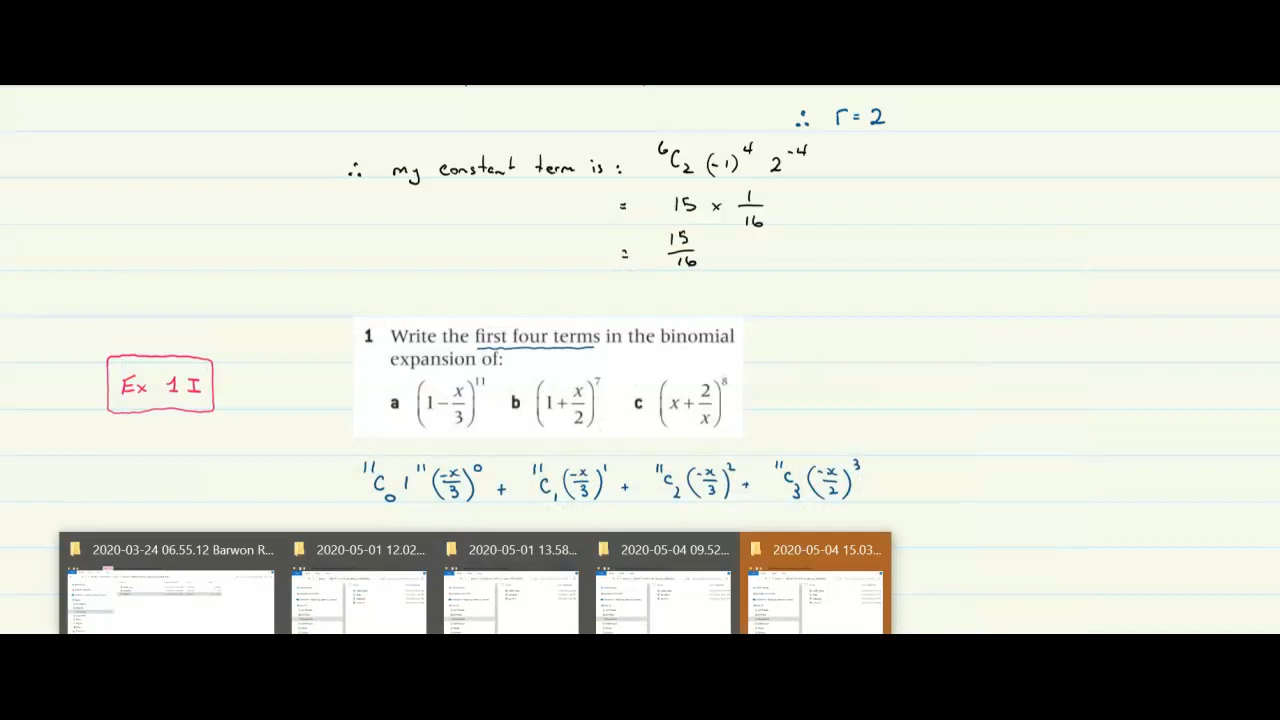 ∴ r = 2
∴ my constant term is : ⁶C₂ (-1)⁴ 2⁻⁴
= 15 × 1/16
= 15/16
1 Write the first four terms in the binomial
expansion of:
Ex 1I
a (1 − x/3)¹¹ b (1 + x/2)⁷ c (x + 2/x)⁸
¹¹C₀ 1¹¹ (-x/3)⁰ + ¹¹C₁ (-x/3)¹ + ¹¹C₂ (-x/3)² + ¹¹C₃ (-x/2)³
2020-03-24 06.55.12 Barwon R... 2020-05-01 12.02... 2020-05-01 13.58... 2020-05-04 09.52... 2020-05-04 15.03...